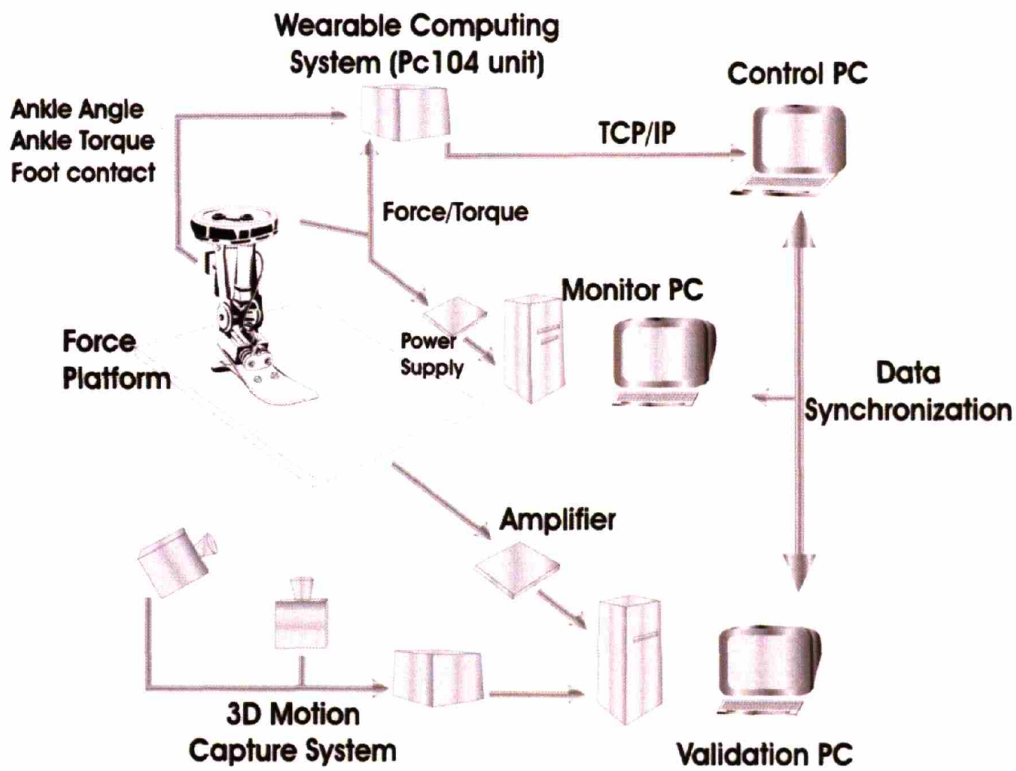 Wearable Computing
System (Pc104 unit)
Control PC
Ankle Angle
Ankle Torque
Foot contact
TCP/IP
Force/Torque
Monitor PC
Force
Platform
Power
Supply
Data
Synchronization
Amplifier
3D Motion
Capture System
Validation PC